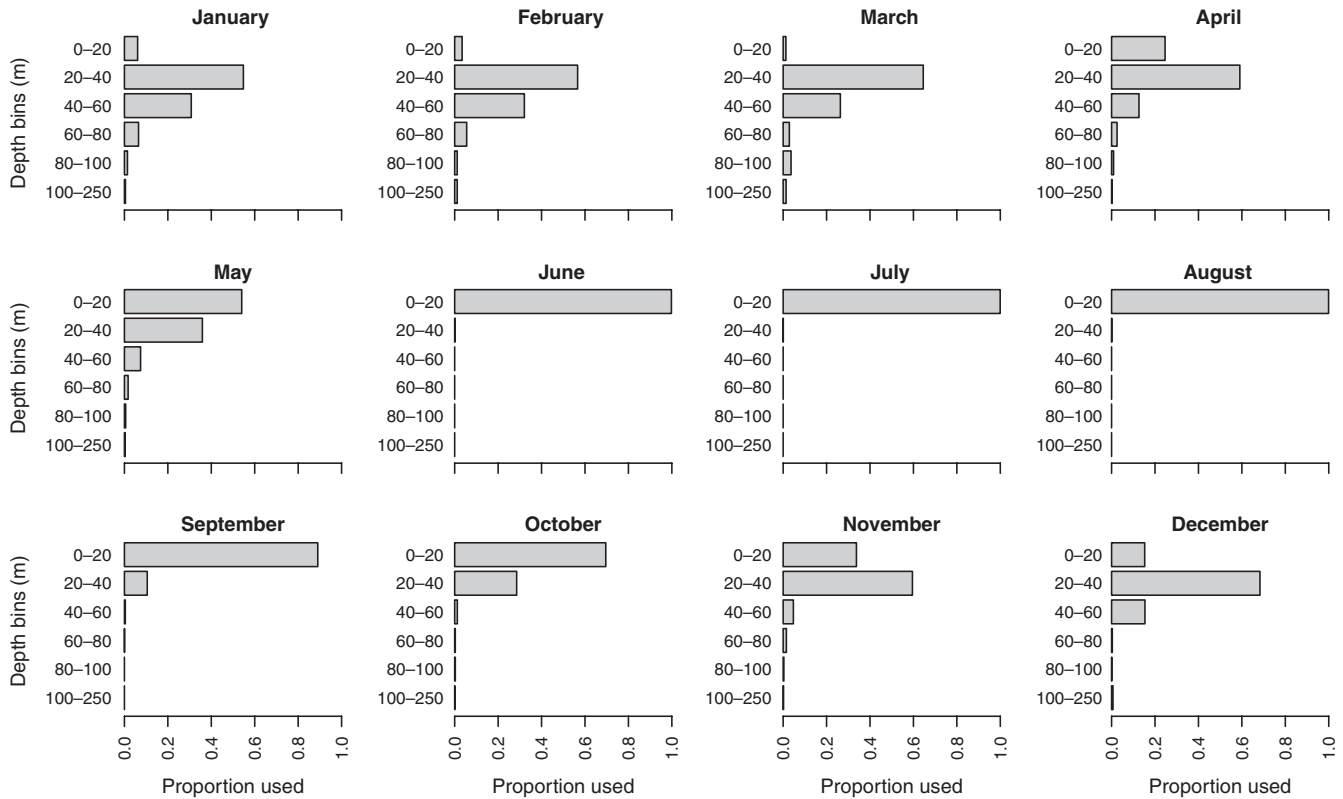 January February March April
Depth bins (m)
0–20 0–20 0–20 0–20
20–40 20–40 20–40 20–40
40–60 40–60 40–60 40–60
60–80 60–80 60–80 60–80
80–100 80–100 80–100 80–100
100–250 100–250 100–250 100–250
May June July August
Depth bins (m)
0–20 0–20 0–20 0–20
20–40 20–40 20–40 20–40
40–60 40–60 40–60 40–60
60–80 60–80 60–80 60–80
80–100 80–100 80–100 80–100
100–250 100–250 100–250 100–250
September October November December
Depth bins (m)
0–20 0–20 0–20 0–20
20–40 20–40 20–40 20–40
40–60 40–60 40–60 40–60
60–80 60–80 60–80 60–80
80–100 80–100 80–100 80–100
100–250 100–250 100–250 100–250
0.0 0.2 0.4 0.6 0.8 1.0 0.0 0.2 0.4 0.6 0.8 1.0 0.0 0.2 0.4 0.6 0.8 1.0 0.0 0.2 0.4 0.6 0.8 1.0
Proportion used Proportion used Proportion used Proportion used